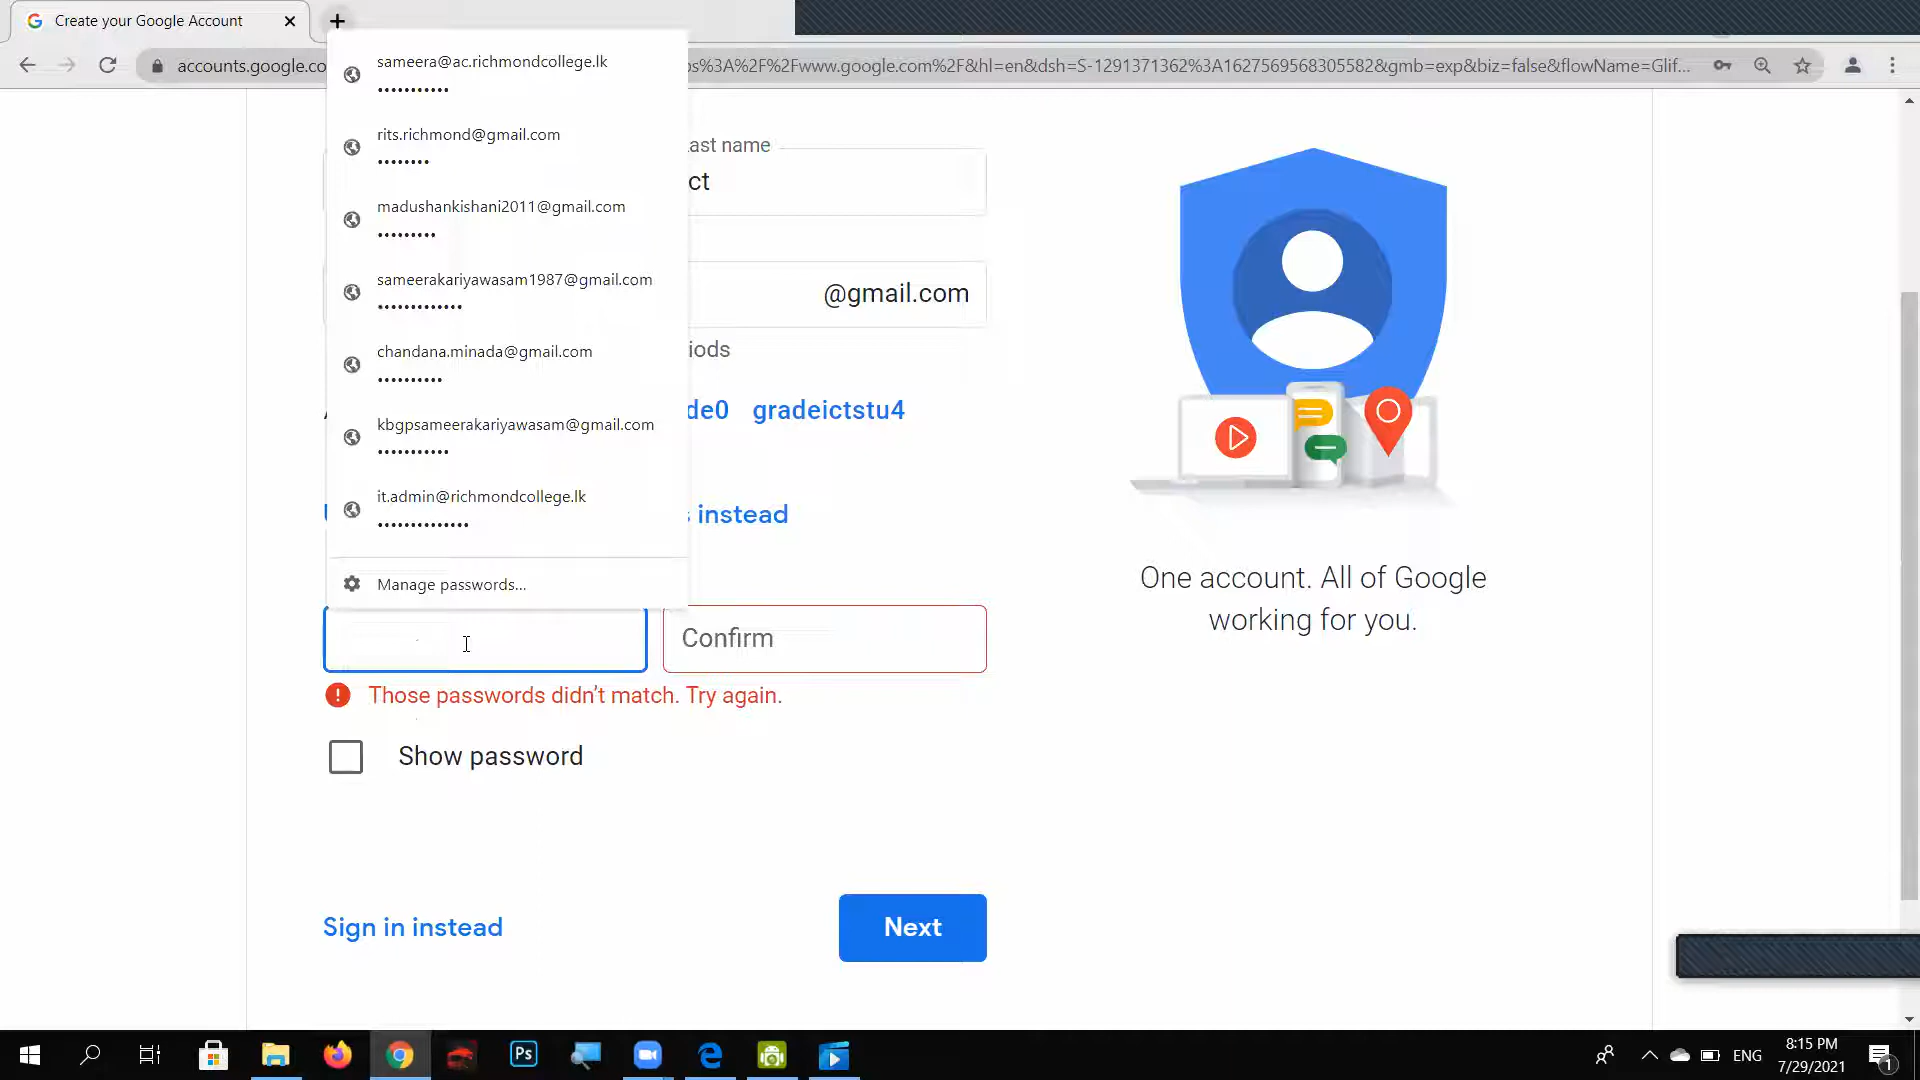 Create your Google Account
accounts.google.co
s%3A%2F%2Fwww.google.com%2F&hl=en&dsh=S-1291371362%3A1627569568305582&gmb=exp&biz=false&flowName=Glif...
sameera@ac.richmondcollege.lk
•••••••••••
rits.richmond@gmail.com
••••••••
madushankishani2011@gmail.com
•••••••••
sameerakariyawasam1987@gmail.com
•••••••••••••
chandana.minada@gmail.com
••••••••••
kbgpsameerakariyawasam@gmail.com
•••••••••••
it.admin@richmondcollege.lk
••••••••••••••
Manage passwords...
ast name
ct
@gmail.com
iods
de0 gradeictstu4
instead
Confirm
Those passwords didn't match. Try again.
Show password
Sign in instead
Next
One account. All of Google
working for you.
Ps
ENG
8:15 PM
7/29/2021
1